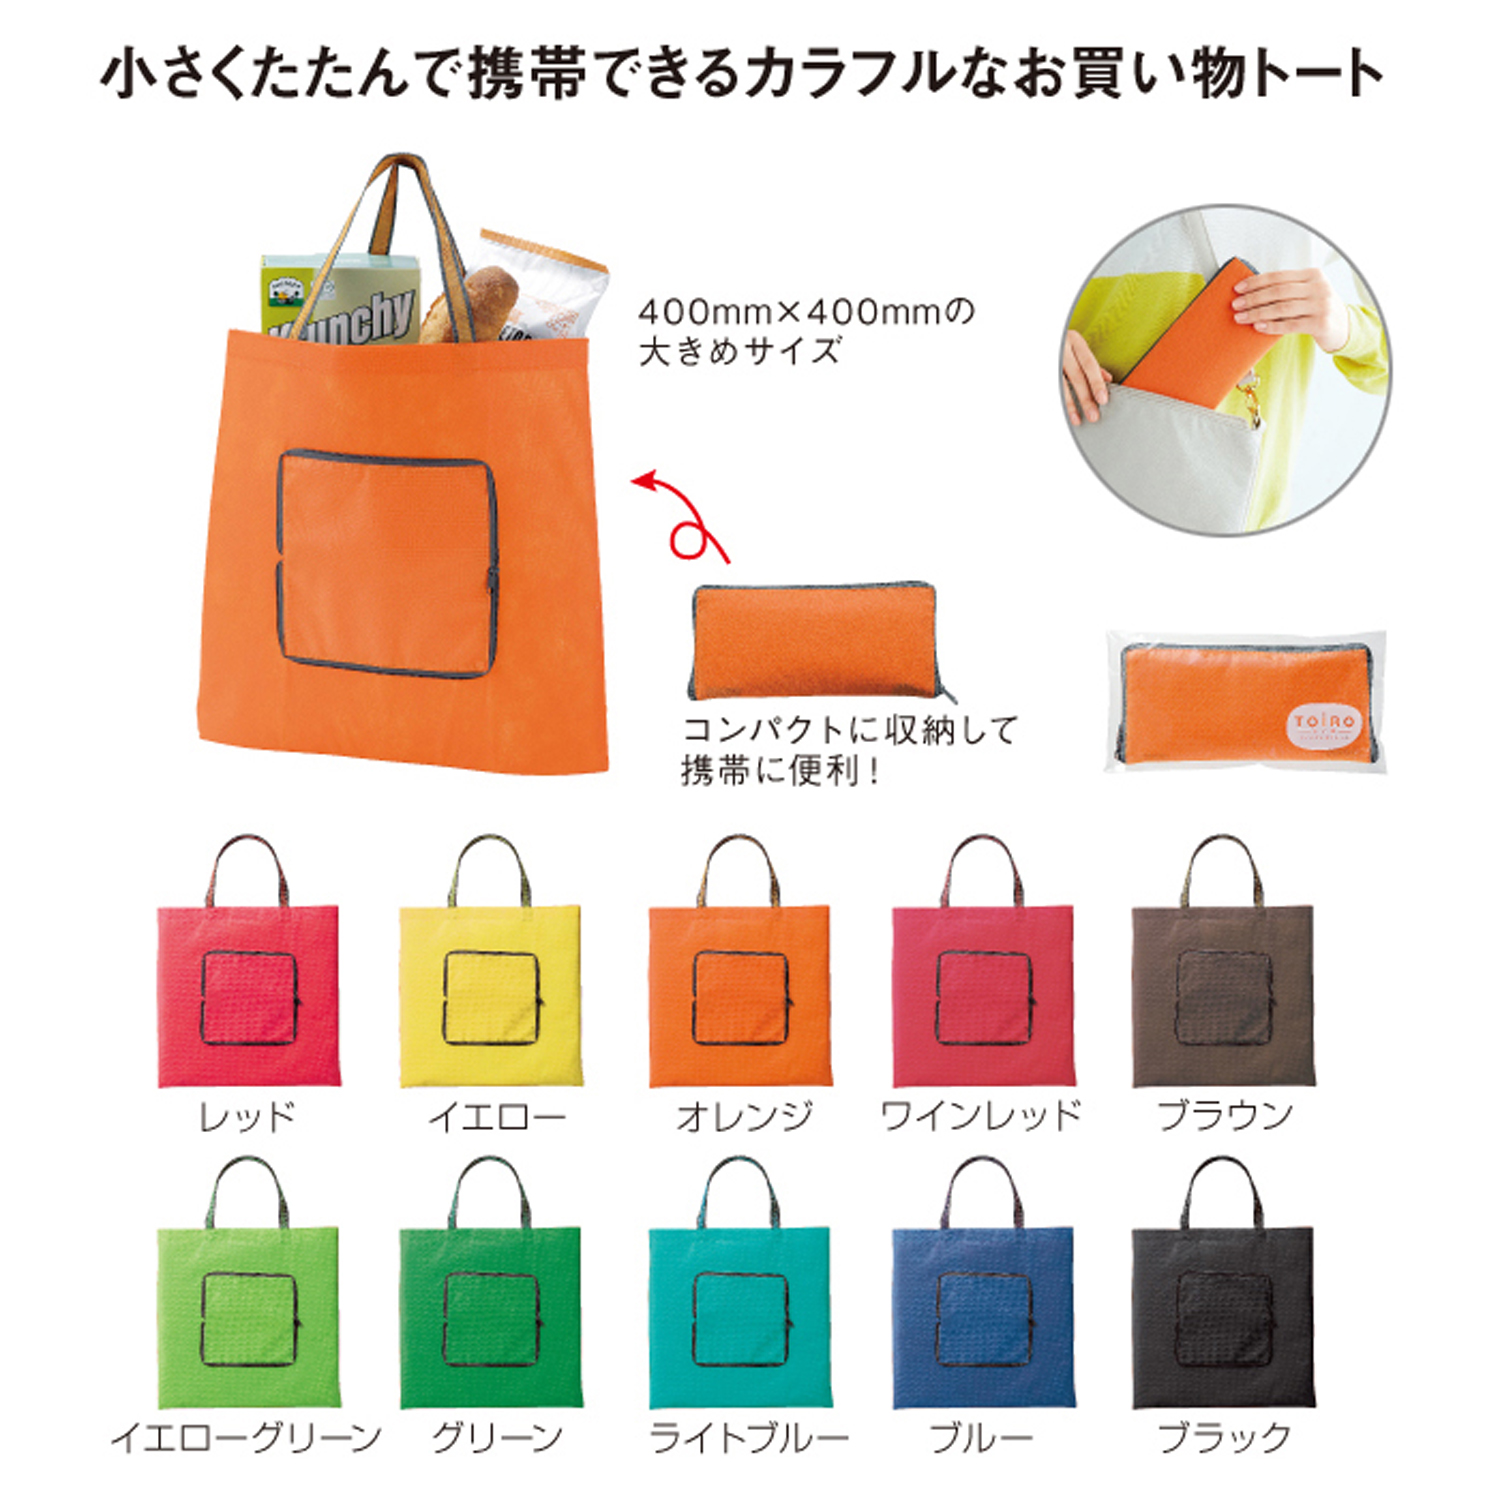 小さくたたんで携帯できるカラフルなお買い物トート
Krunchy
400mm×400mmの
大きめサイズ
コンパクトに収納して
携帯に便利！
TOiRO
レッド
イエロー
オレンジ
ワインレッド
ブラウン
イエローグリーン
グリーン
ライトブルー
ブルー
ブラック